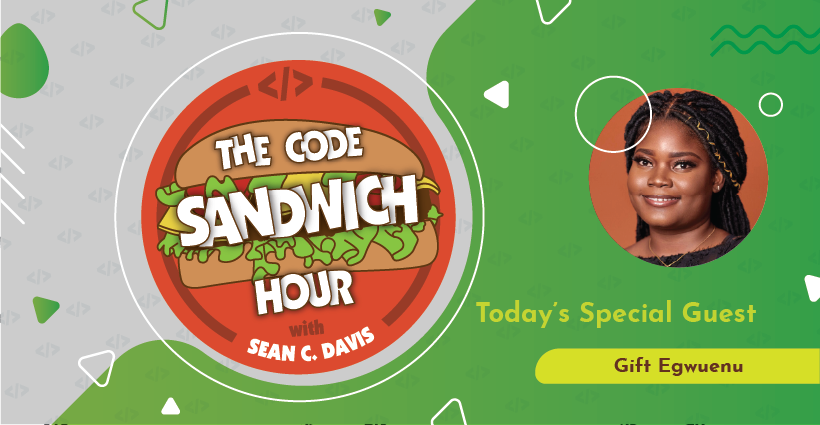 </>
THE CODE
SANDWICH
HOUR
with
SEAN C. DAVIS
Today's Special Guest
Gift Egwuenu